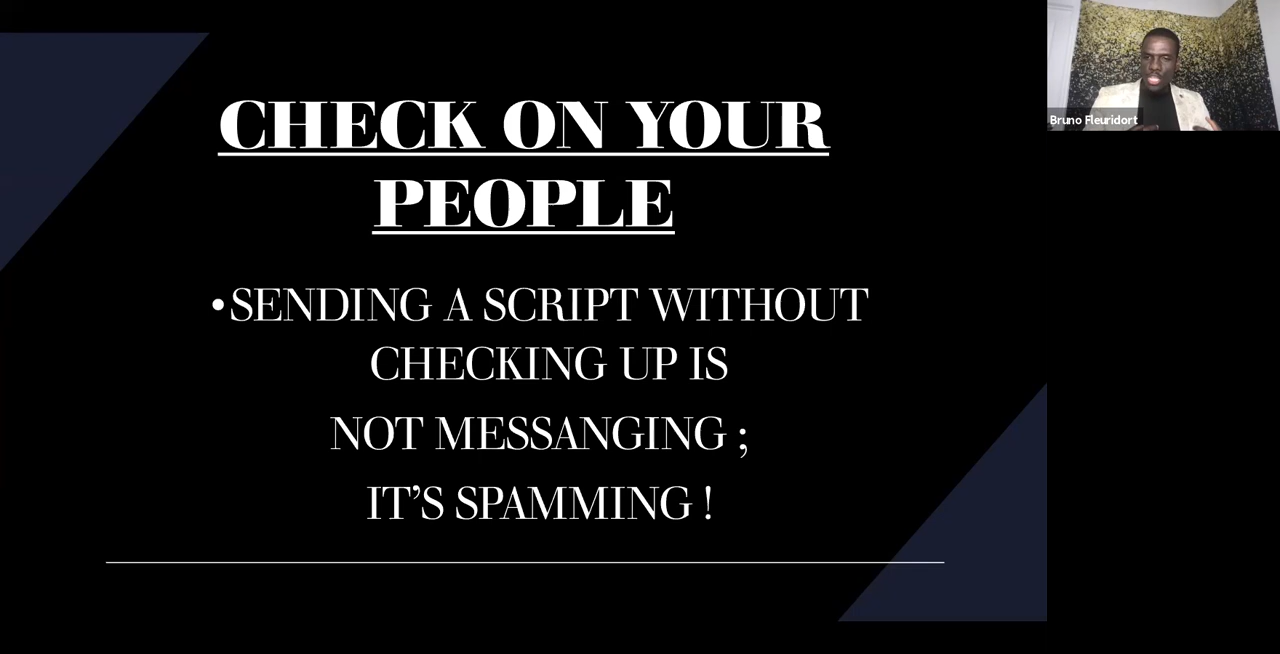 CHECK ON YOUR
PEOPLE
•SENDING A SCRIPT WITHOUT
CHECKING UP IS
NOT MESSANGING ;
IT’S SPAMMING !
Bruno Fleuridort